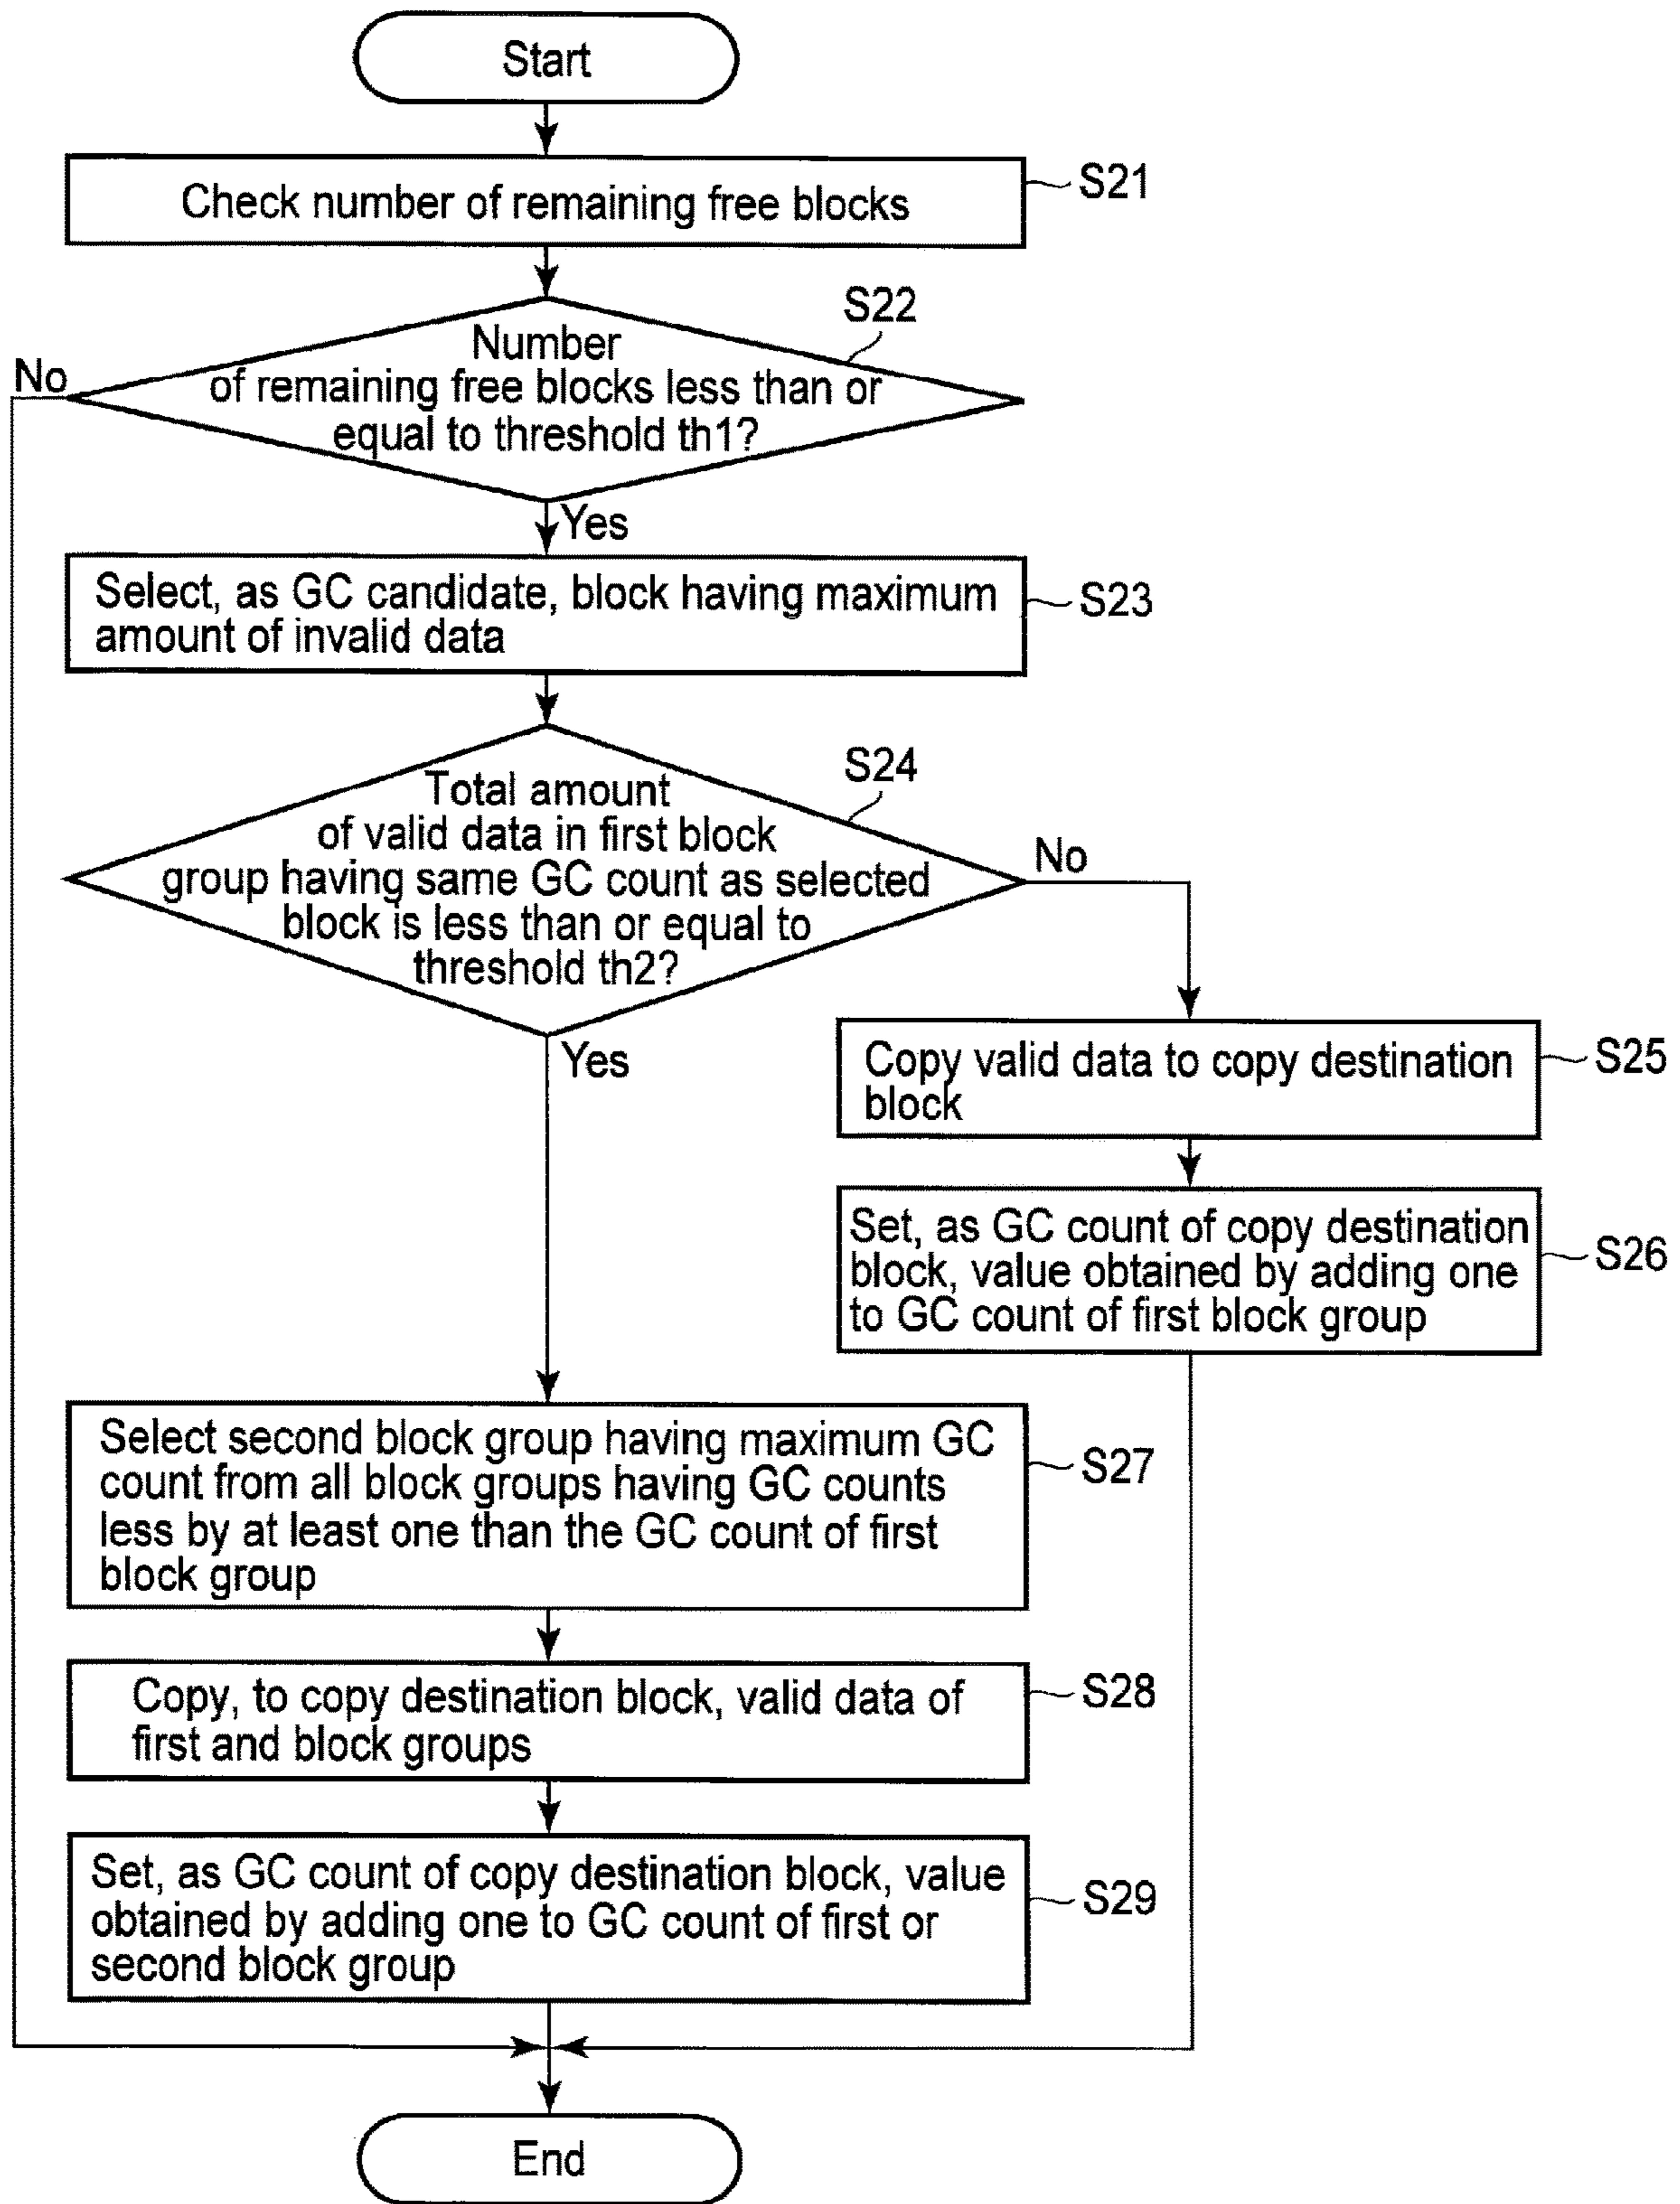 Start
Check number of remaining free blocks
S21
S22
Number
of remaining free blocks less than or
equal to threshold th1?
No
Yes
Select, as GC candidate, block having maximum
amount of invalid data
S23
S24
Total amount
of valid data in first block
group having same GC count as selected
block is less than or equal to
threshold th2?
No
Yes
Copy valid data to copy destination
block
S25
Set, as GC count of copy destination
block, value obtained by adding one
to GC count of first block group
S26
Select second block group having maximum GC
count from all block groups having GC counts
less by at least one than the GC count of first
block group
S27
Copy, to copy destination block, valid data of
first and block groups
S28
Set, as GC count of copy destination block, value
obtained by adding one to GC count of first or
second block group
S29
End